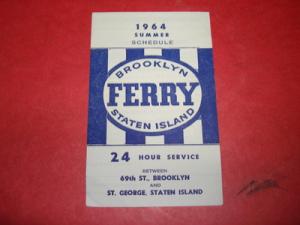 1964
SUMMER
SCHEDULE
BROOKLYN
FERRY
STATEN ISLAND
24 HOUR SERVICE
BETWEEN
69th ST., BROOKLYN
AND
ST. GEORGE, STATEN ISLAND